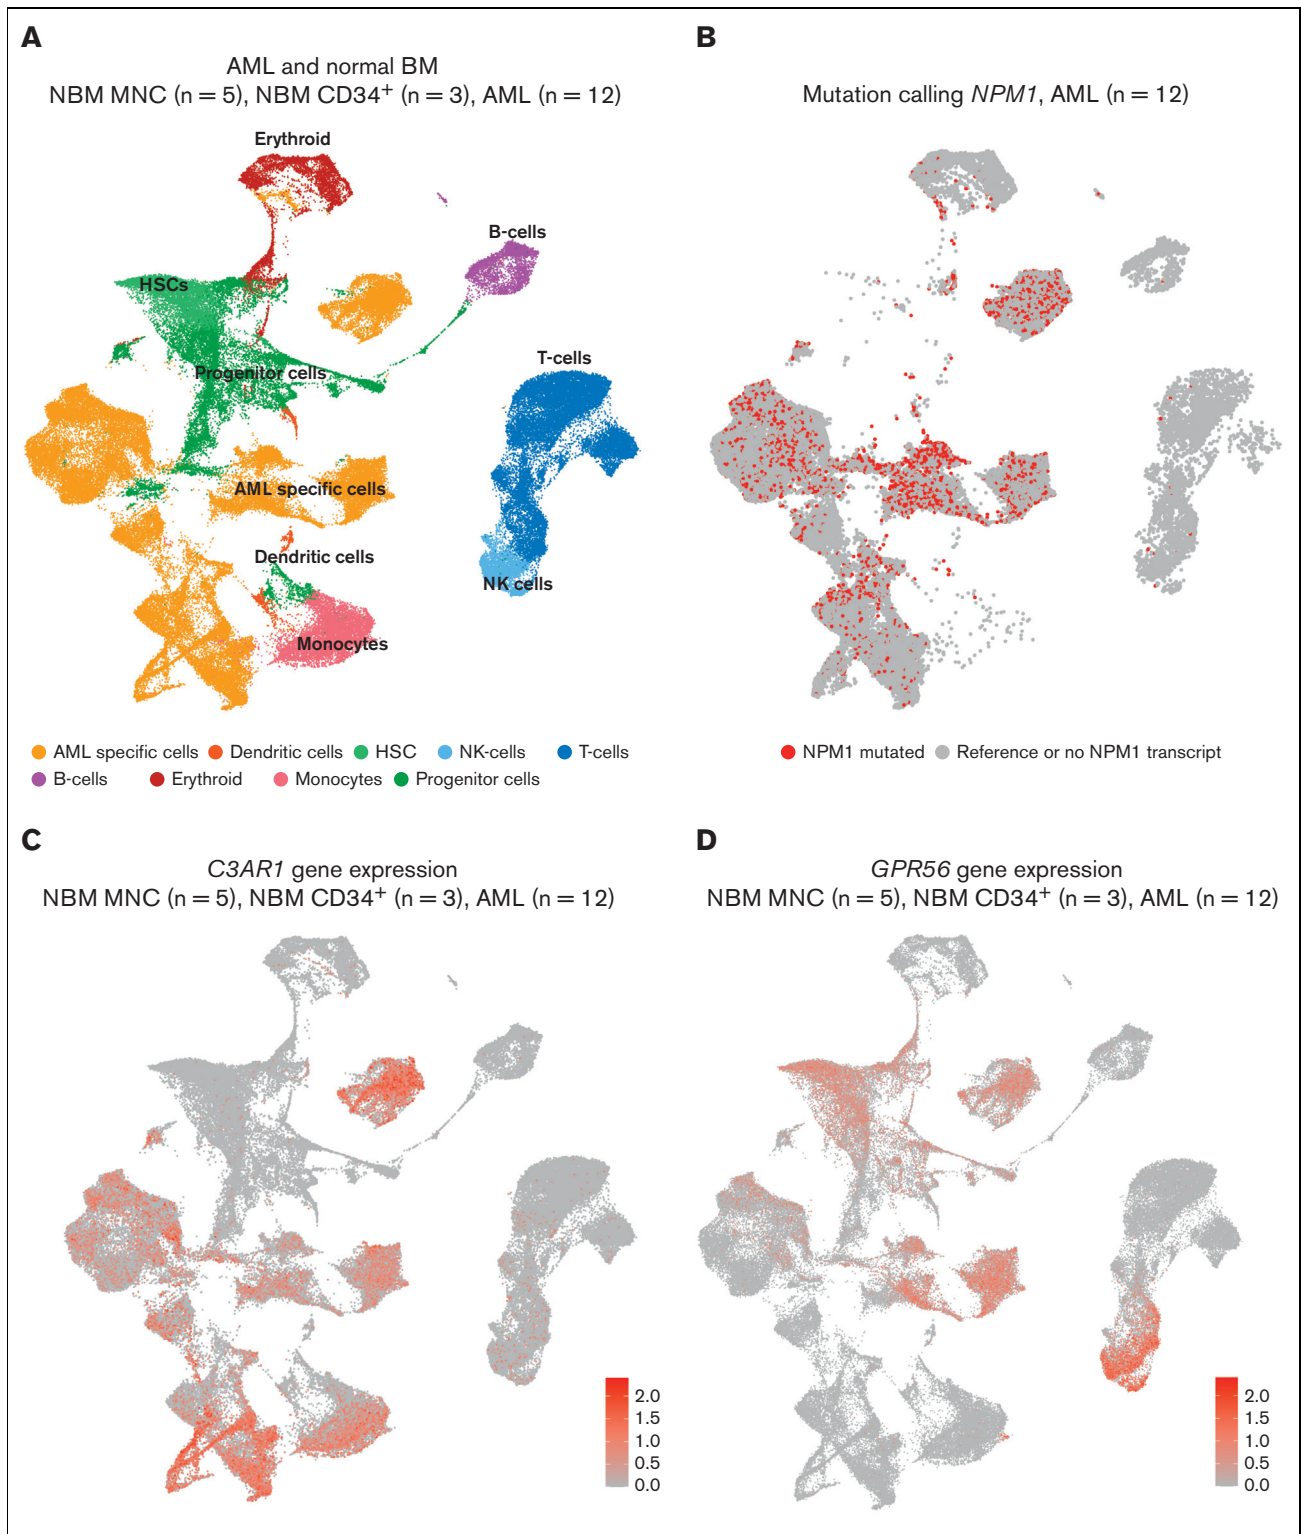 A
AML and normal BM
NBM MNC (n = 5), NBM CD34+ (n = 3), AML (n = 12)
Erythroid
B-cells
HSCs
T-cells
Progenitor cells
AML specific cells
Dendritic cells
NK cells
Monocytes
AML specific cells Dendritic cells HSC NK-cells T-cells
B-cells Erythroid Monocytes Progenitor cells
B
Mutation calling NPM1, AML (n = 12)
NPM1 mutated Reference or no NPM1 transcript
C
C3AR1 gene expression
NBM MNC (n = 5), NBM CD34+ (n = 3), AML (n = 12)
2.0
1.5
1.0
0.5
0.0
D
GPR56 gene expression
NBM MNC (n = 5), NBM CD34+ (n = 3), AML (n = 12)
2.0
1.5
1.0
0.5
0.0